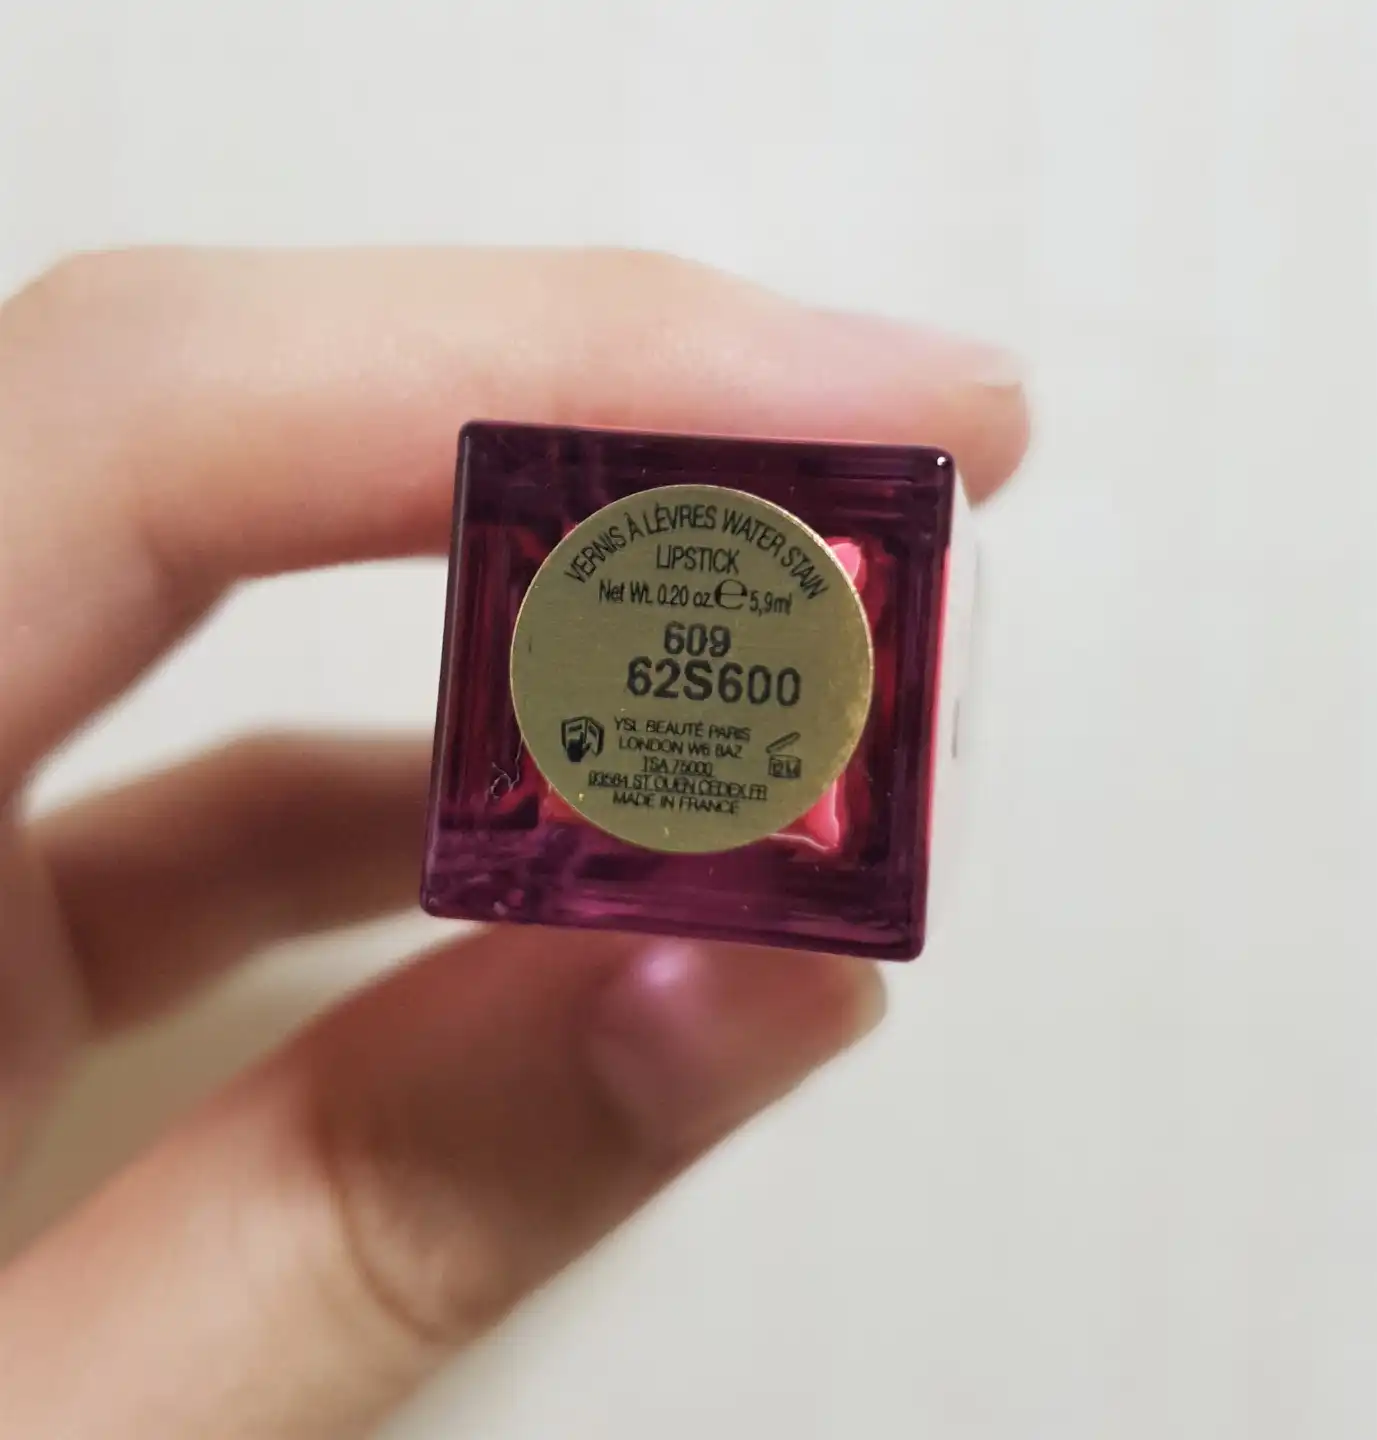 VERNIS À LÈVRES WATER STAIN
LIPSTICK
Net Wt. 0.20 oz. ℮ 5,9ml
609
62S600
YSL BEAUTÉ PARIS
LONDON W6 8AZ
TSA 75000
93584 ST OUEN CEDEX FR
MADE IN FRANCE
12 M